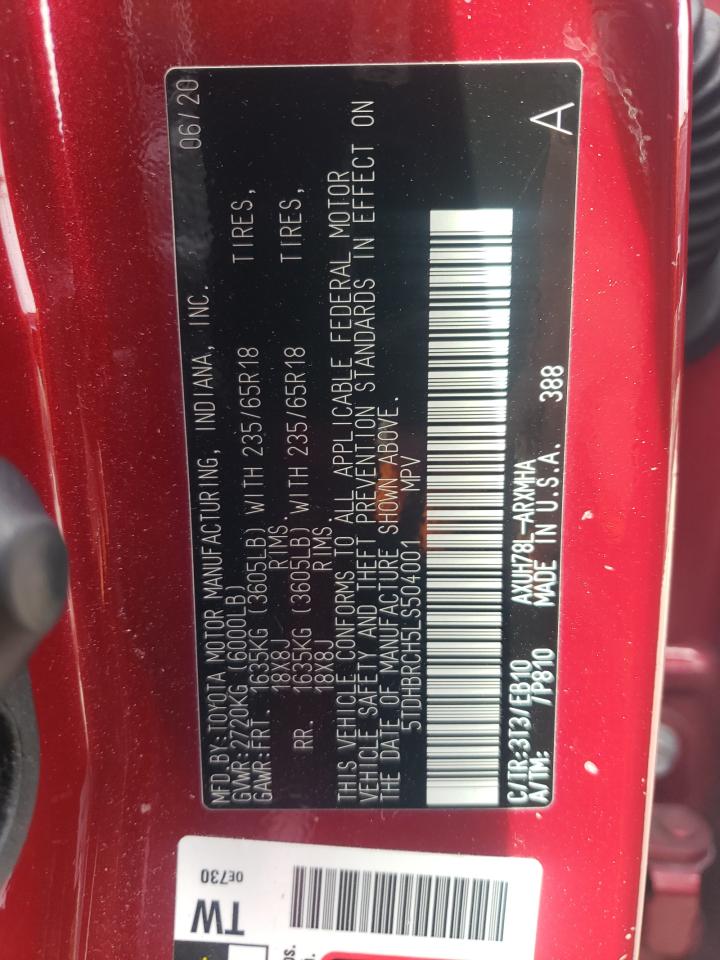 MFD.BY:TOYOTA MOTOR MANUFACTURING, INDIANA, INC. 06/20
GVWR:2720KG (6000LB)
GAWR:FRT. 1635KG (3605LB) WITH 235/65R18 TIRES,
18X8J RIMS
RR. 1635KG (3605LB) WITH 235/65R18 TIRES,
18X8J RIMS
THIS VEHICLE CONFORMS TO ALL APPLICABLE FEDERAL MOTOR
VEHICLE SAFETY AND THEFT PREVENTION STANDARDS IN EFFECT ON
THE DATE OF MANUFACTURE SHOWN ABOVE.
5TDHBRCH5LS504001 MPV
C/TR:3T3/EB10 AXUH78L-ARXMHA 388
A/TM: /P810 MADE IN U.S.A. A
TW
0E730